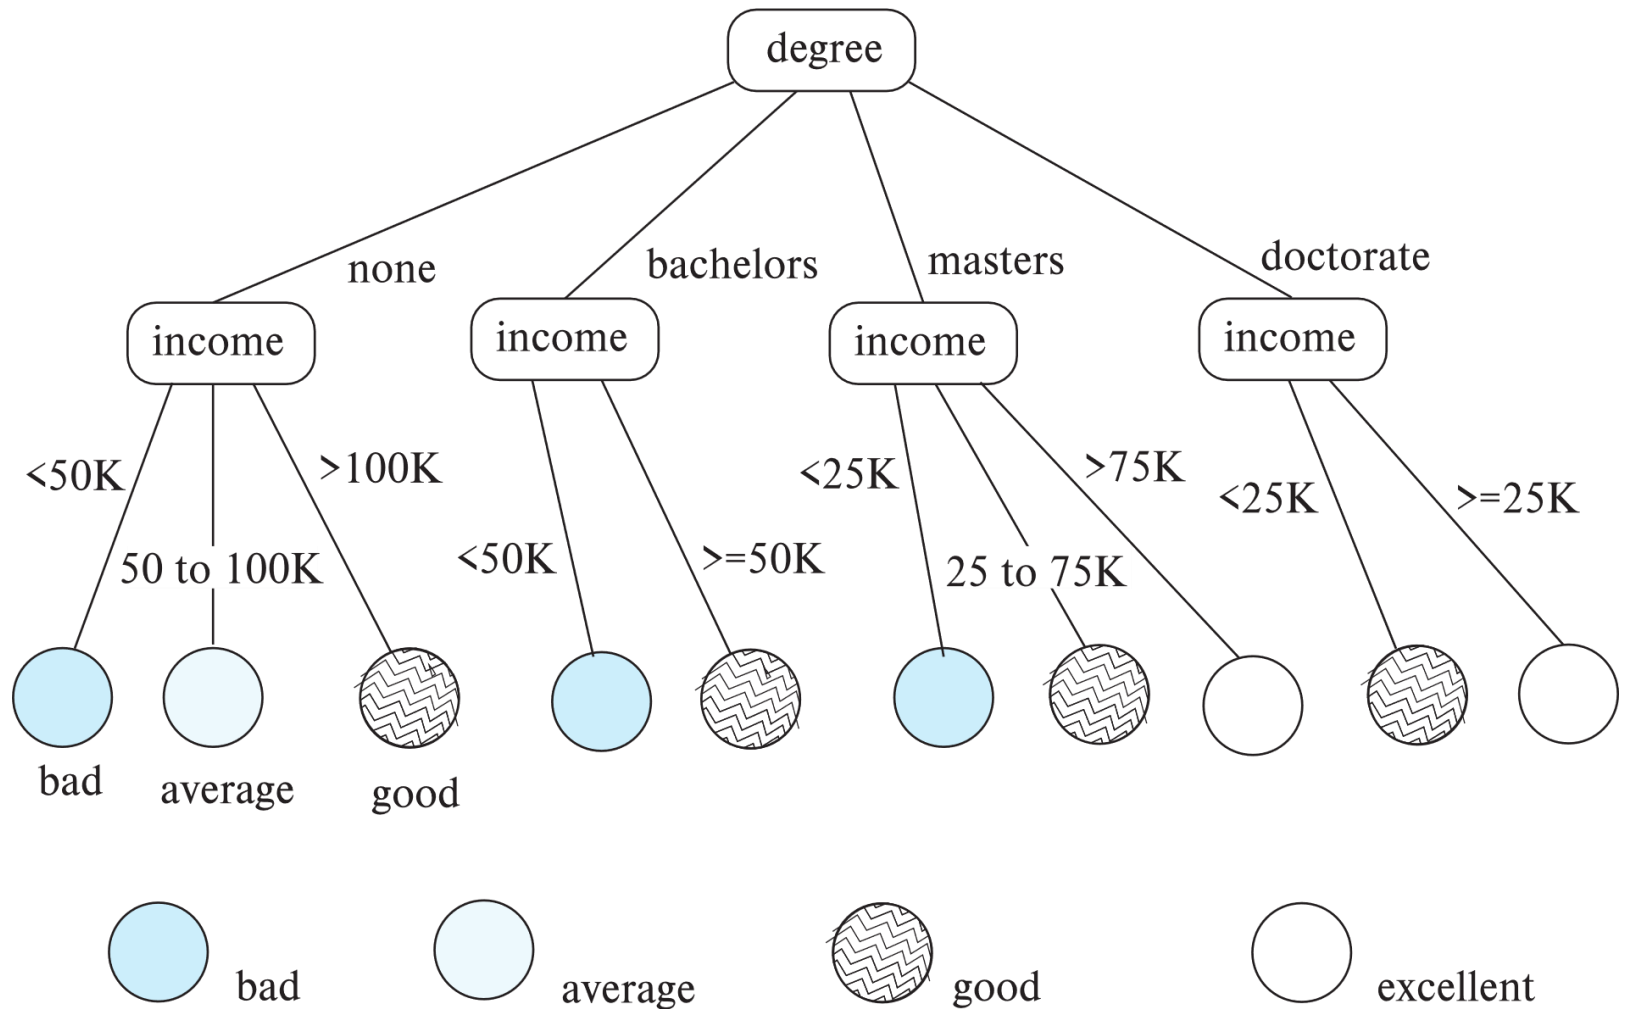 degree
none
bachelors
masters
doctorate
income
income
income
income
<50K
50 to 100K
>100K
<50K
>=50K
<25K
25 to 75K
>75K
<25K
>=25K
bad
average
good
bad
average
good
excellent